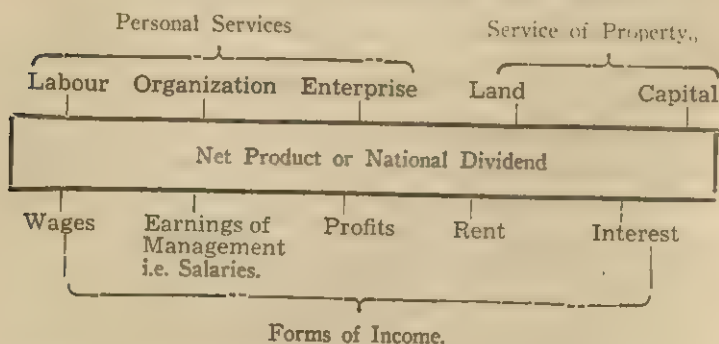 Personal Services
Service of Property.,
Labour Organization Enterprise Land Capital
Net Product or National Dividend
Wages Earnings of Management i.e. Salaries. Profits Rent Interest
Forms of Income.